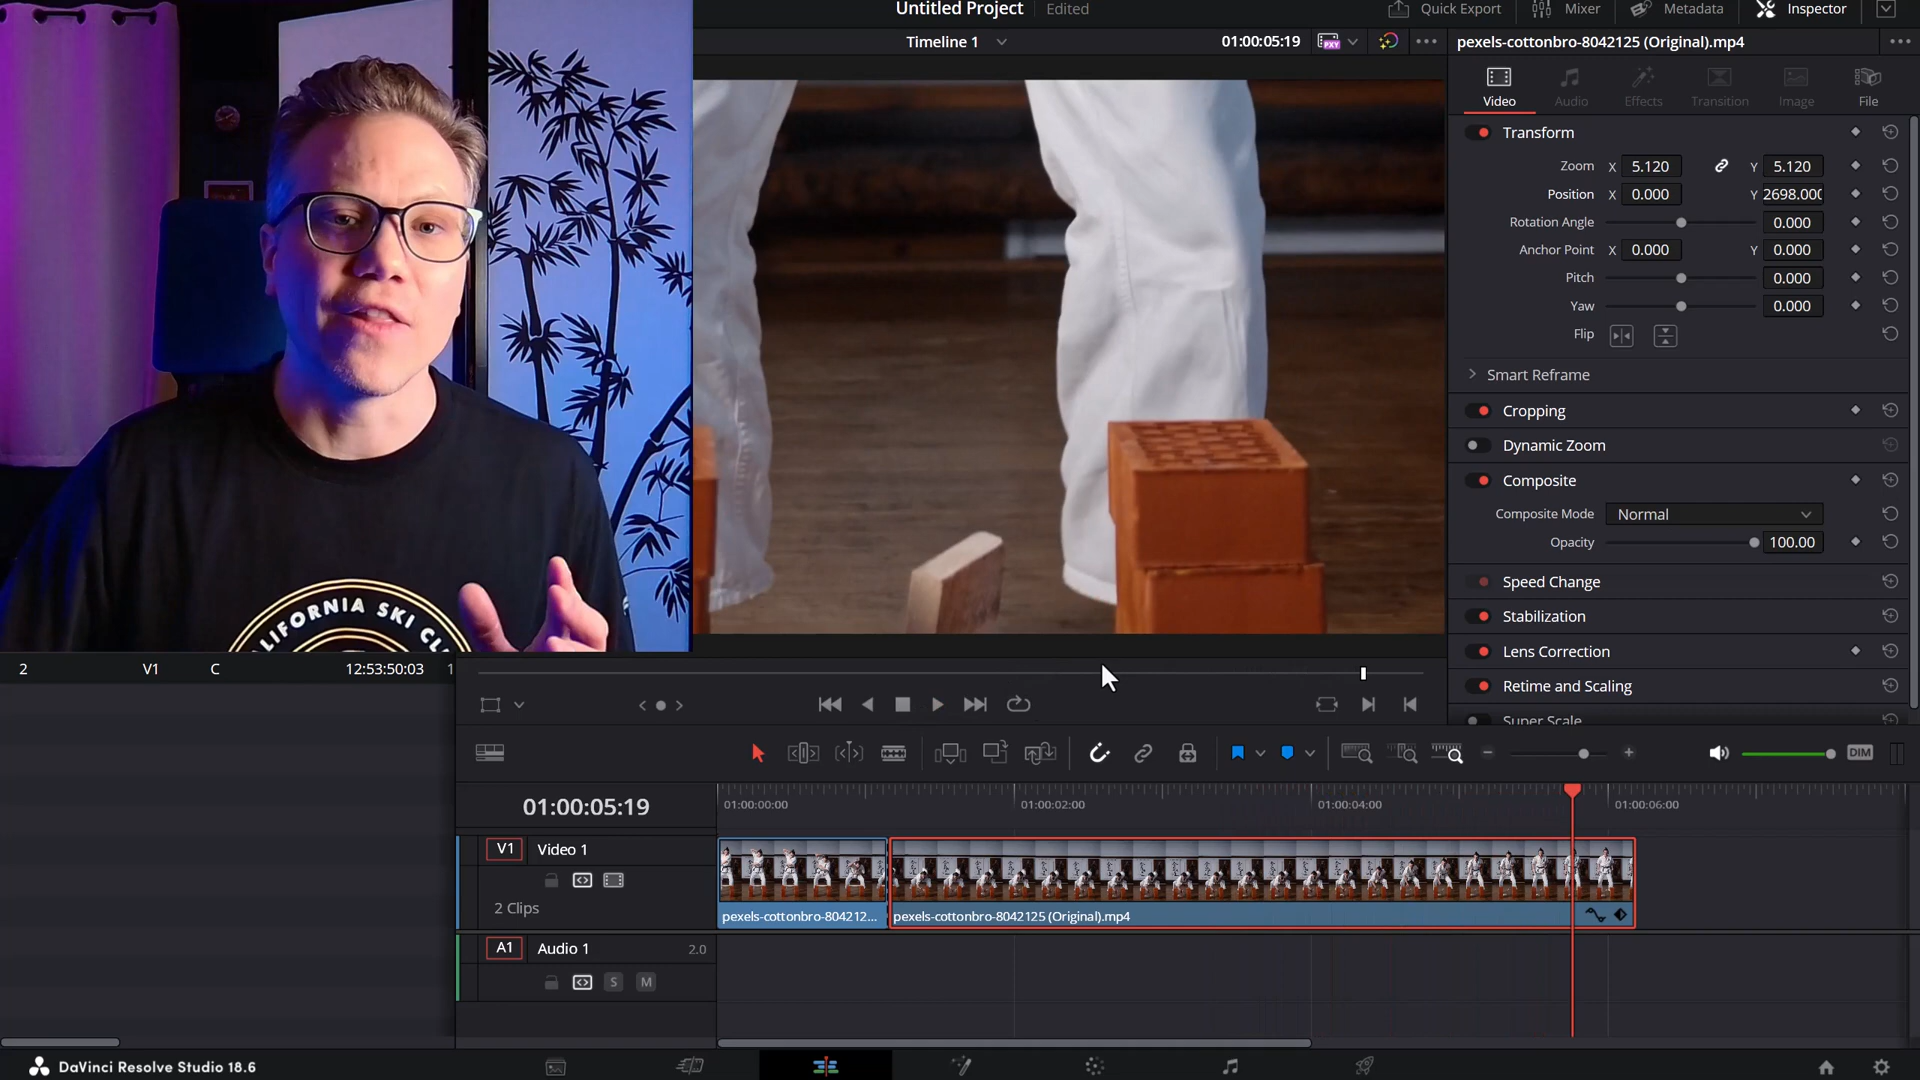 Untitled Project
Edited
Quick Export
Mixer
Metadata
Inspector
Timeline 1
01:00:05:19
PXY
pexels-cottonbro-8042125 (Original).mp4
Video
Audio
Effects
Transition
Image
File
Transform
Zoom X 5.120 Y 5.120
Position X 0.000 Y 2698.000
Rotation Angle 0.000
Anchor Point X 0.000 Y 0.000
Pitch 0.000
Yaw 0.000
Flip
Smart Reframe
Cropping
Dynamic Zoom
Composite
Composite Mode Normal
Opacity 100.00
Speed Change
Stabilization
Lens Correction
Retime and Scaling
Super Scale
CALIFORNIA SKI CL
2 V1 C 12:53:50:03 1
DIM
01:00:05:19
01:00:00:00
01:00:02:00
01:00:04:00
01:00:06:00
V1 Video 1
2 Clips
pexels-cottonbro-804212...
pexels-cottonbro-8042125 (Original).mp4
A1 Audio 1 2.0
S M
DaVinci Resolve Studio 18.6